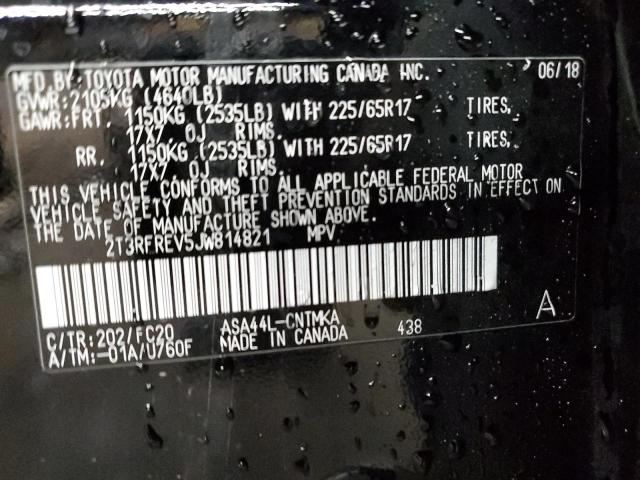 MFD.BY:TOYOTA MOTOR MANUFACTURING CANADA INC. 06/18
GVWR:2105KG (4640LB)
GAWR:FRT. 1150KG (2535LB) WITH 225/65R17 TIRES,
17X7.0J RIMS.
RR. 1150KG (2535LB) WITH 225/65R17 TIRES,
17X7.0J RIMS.
THIS VEHICLE CONFORMS TO ALL APPLICABLE FEDERAL MOTOR
VEHICLE SAFETY AND THEFT PREVENTION STANDARDS IN EFFECT ON
THE DATE OF MANUFACTURE SHOWN ABOVE.
2T3RFREV5JW814821 MPV
C/TR:202/FC20 ASA44L-CNTMKA 438 A
A/TM:-01A/U760F MADE IN CANADA